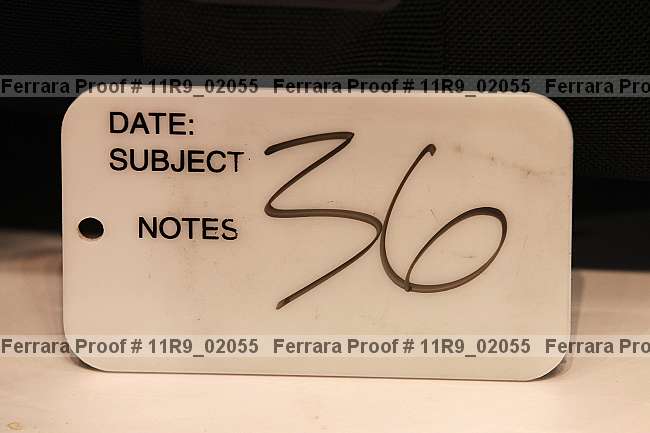 Ferrara Proof # 11R9_02055 Ferrara Proof # 11R9_02055 Ferrara Pro
DATE:
SUBJECT
36
NOTES
Ferrara Proof # 11R9_02055 Ferrara Proof # 11R9_02055 Ferrara Pro